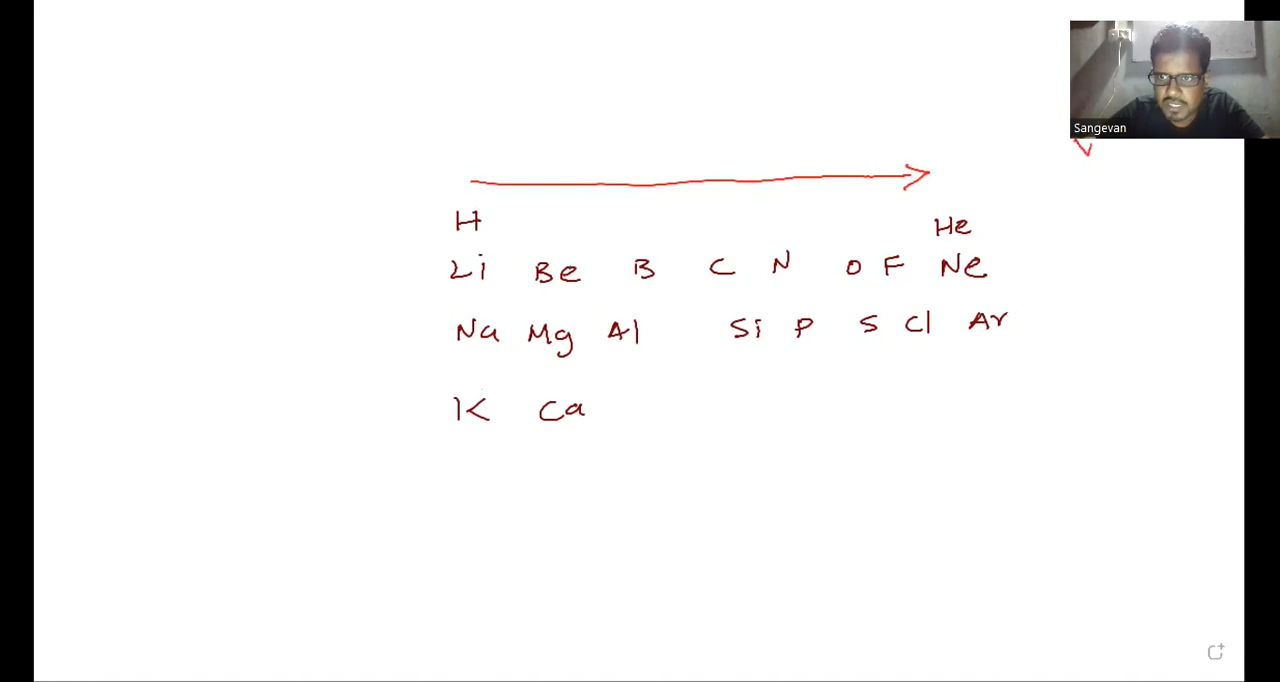 Sangevan
H He
Li Be B C N O F Ne
Na Mg Al Si P S Cl Ar
K Ca